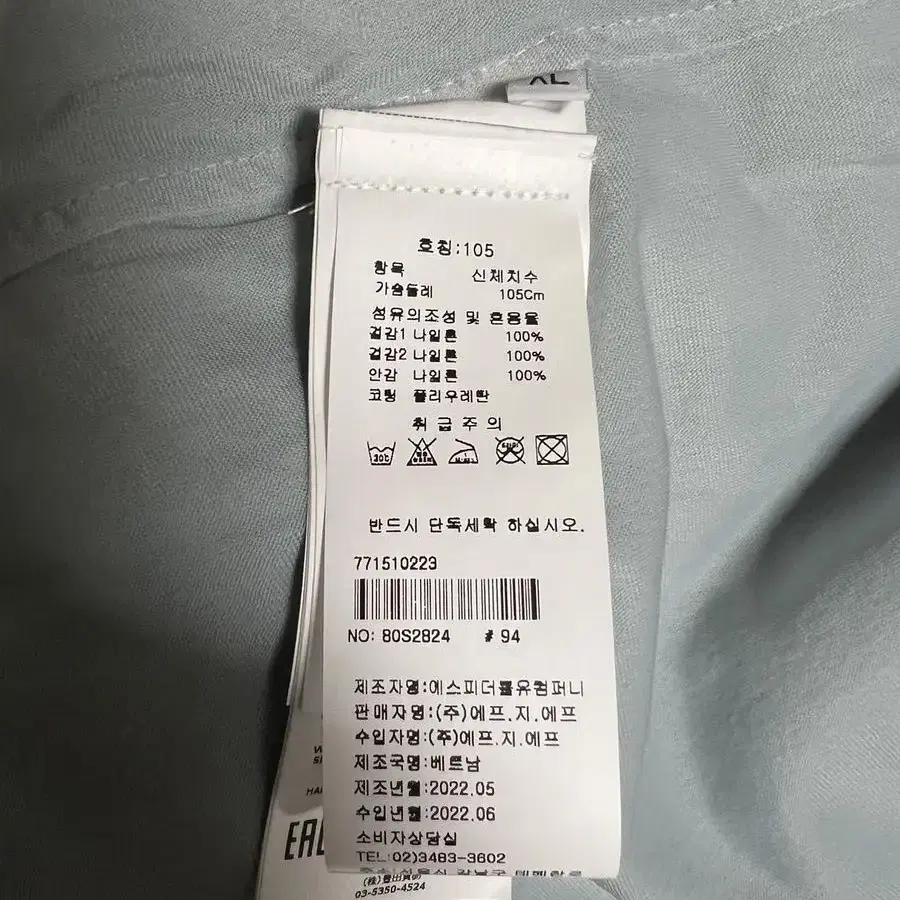 XL
호칭:105
항목 신체치수
가슴둘레 105Cm
섬유의조성 및 혼용율
겉감1 나일론 100%
겉감2 나일론 100%
안감 나일론 100%
코팅 폴리우레탄
취급주의
30℃
반드시 단독세탁 하십시오.
771510223
NO: 80S2824 # 94
제조자명:에스피더블유컴퍼니
판매자명:(주)에프.지.에프
수입자명:(주)에프.지.에프
제조국명:베트남
제조년월:2022.05
수입년월:2022.06
소비자상담실
TEL:02)3483-3602
EAC
(株)豊田貿易
03-5350-4524